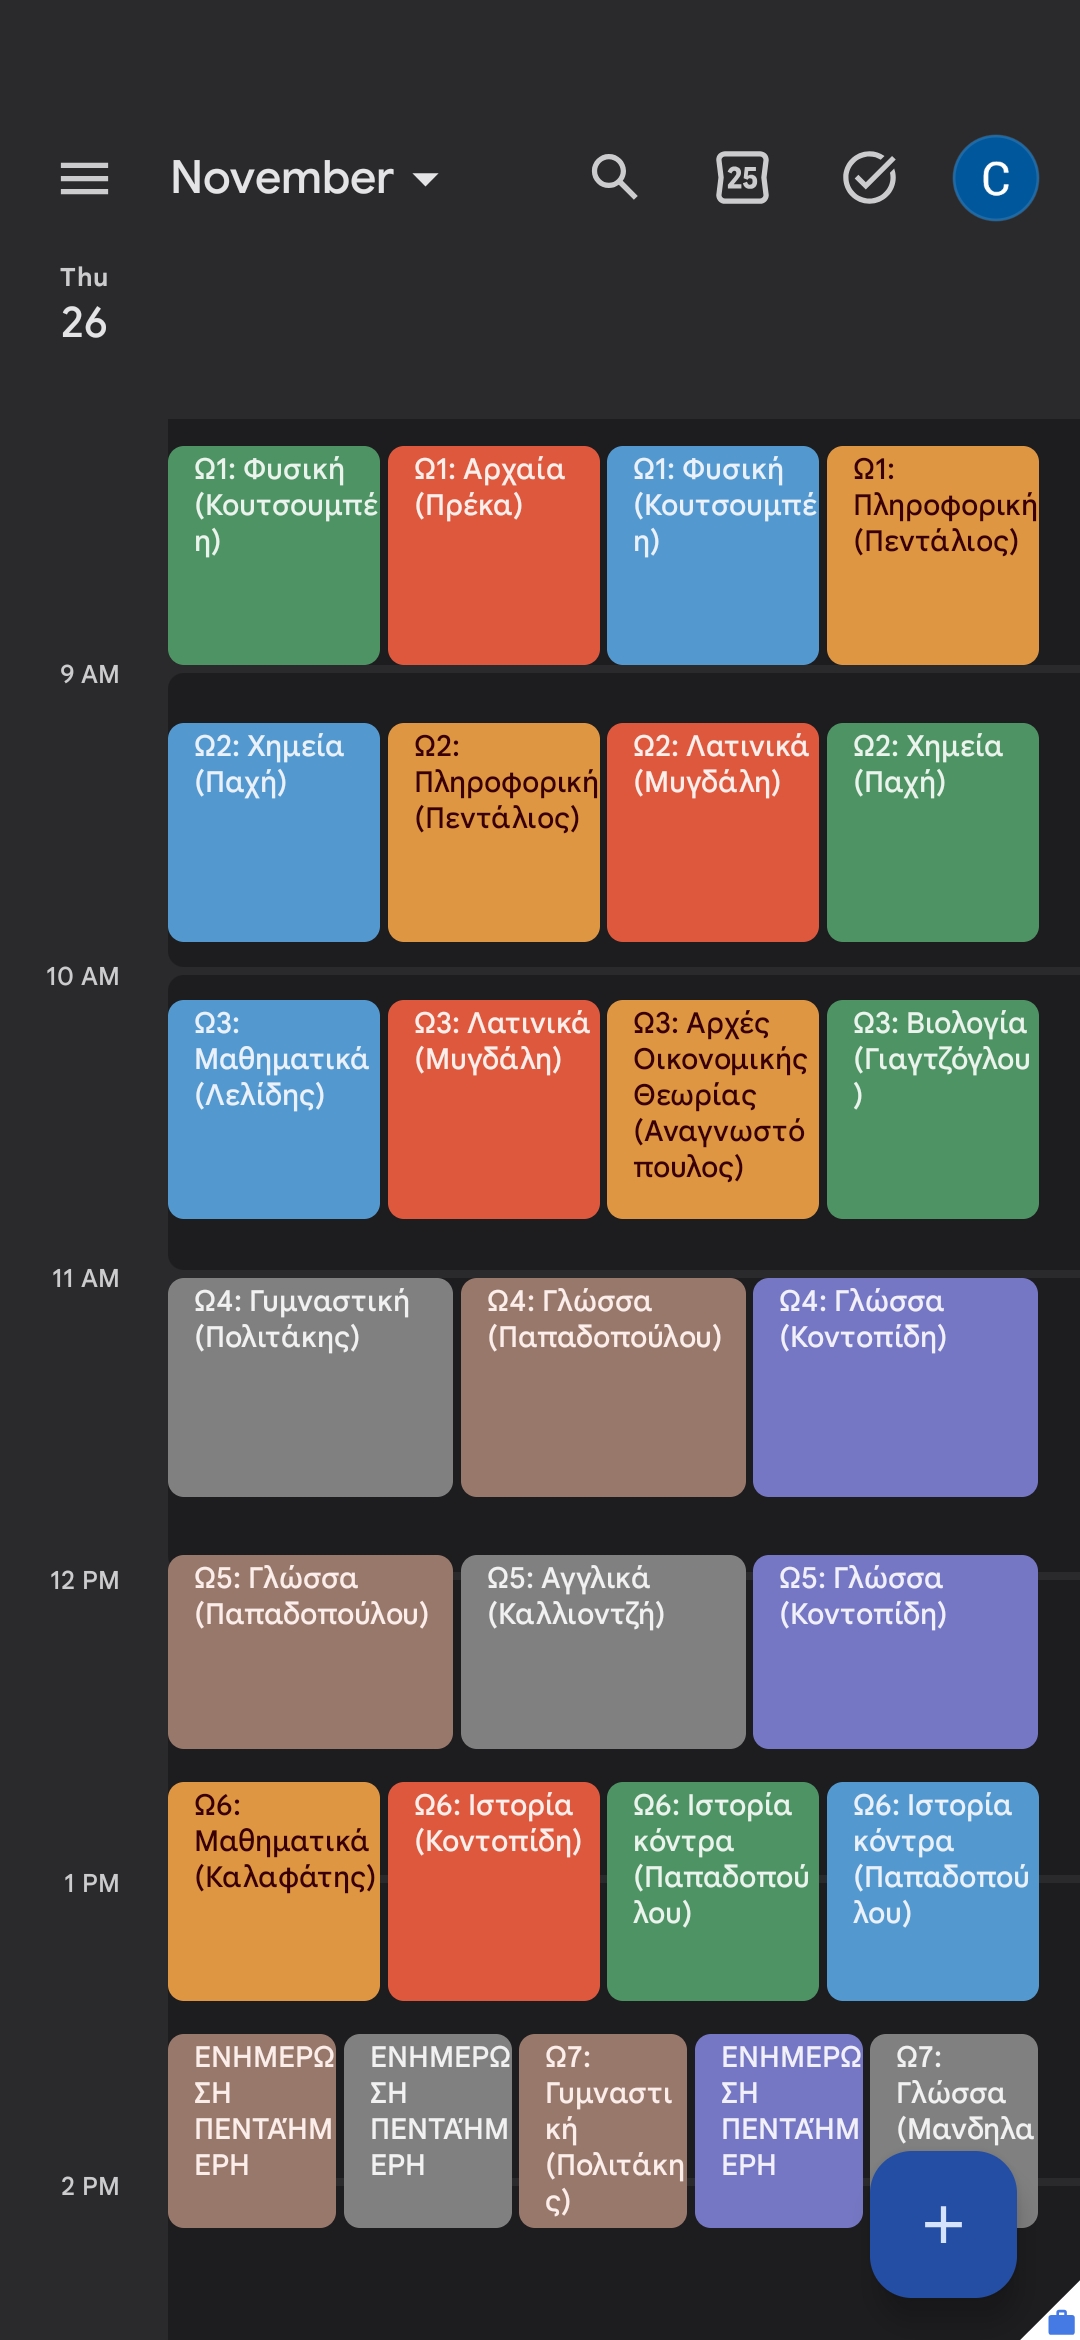 November
25
C
Thu
26
Ω1: Φυσική
(Κουτσουμπέ
η)
Ω1: Αρχαία
(Πρέκα)
Ω1: Φυσική
(Κουτσουμπέ
η)
Ω1:
Πληροφορική
(Πεντάλιος)
9 AM
Ω2: Χημεία
(Παχή)
Ω2:
Πληροφορική
(Πεντάλιος)
Ω2: Λατινικά
(Μυγδάλη)
Ω2: Χημεία
(Παχή)
10 AM
Ω3:
Μαθηματικά
(Λελίδης)
Ω3: Λατινικά
(Μυγδάλη)
Ω3: Αρχές
Οικονομικής
Θεωρίας
(Αναγνωστό
πουλος)
Ω3: Βιολογία
(Γιαγτζόγλου
)
11 AM
Ω4: Γυμναστική
(Πολιτάκης)
Ω4: Γλώσσα
(Παπαδοπούλου)
Ω4: Γλώσσα
(Κοντοπίδη)
12 PM
Ω5: Γλώσσα
(Παπαδοπούλου)
Ω5: Αγγλικά
(Καλλιοντζή)
Ω5: Γλώσσα
(Κοντοπίδη)
Ω6:
Μαθηματικά
(Καλαφάτης)
Ω6: Ιστορία
(Κοντοπίδη)
Ω6: Ιστορία
κόντρα
(Παπαδοπού
λου)
Ω6: Ιστορία
κόντρα
(Παπαδοπού
λου)
1 PM
ΕΝΗΜΕΡΩ
ΣΗ
ΠΕΝΤΑΉΜ
ΕΡΗ
ΕΝΗΜΕΡΩ
ΣΗ
ΠΕΝΤΑΉΜ
ΕΡΗ
Ω7:
Γυμναστι
κή
(Πολιτάκη
ς)
ΕΝΗΜΕΡΩ
ΣΗ
ΠΕΝΤΑΉΜ
ΕΡΗ
Ω7:
Γλώσσα
(Μανδηλα
2 PM